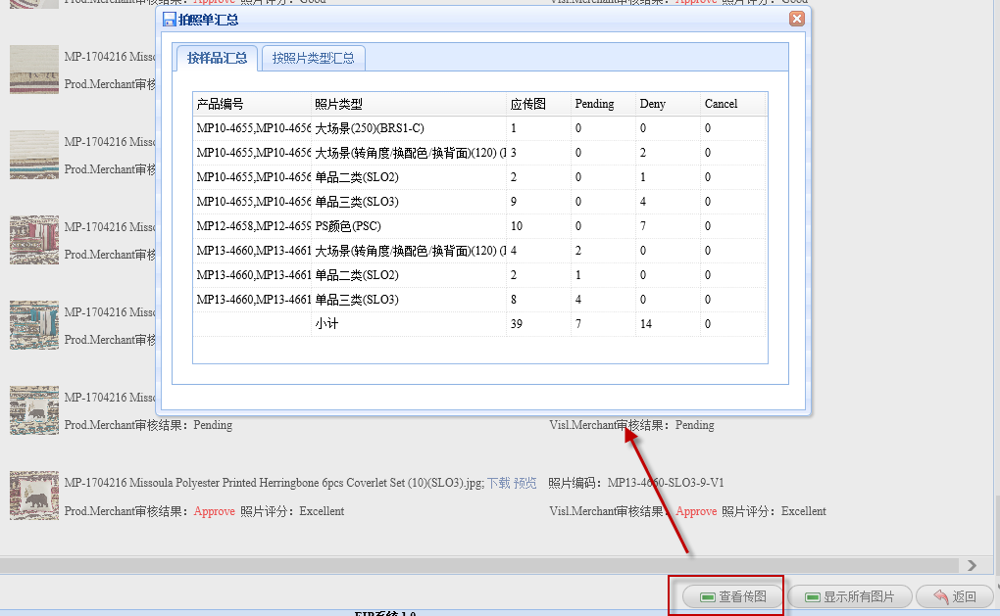 Prod.Merchant审核结果：Approve 照片评分：Good Visl.Merchant审核结果：Approve 照片评分：Good
拍照单汇总
按样品汇总 按照片类型汇总
产品编号 照片类型 应传图 Pending Deny Cancel
MP10-4655,MP10-4656 大场景(250)(BRS1-C) 1 0 0 0
MP10-4655,MP10-4656 大场景(转角度/换配色/换背面)(120) ( 3 0 2 0
MP10-4655,MP10-4656 单品二类(SLO2) 2 0 1 0
MP10-4655,MP10-4656 单品三类(SLO3) 9 0 4 0
MP12-4658,MP12-4659 PS颜色(PSC) 10 0 7 0
MP13-4660,MP13-4661 大场景(转角度/换配色/换背面)(120) ( 4 2 0 0
MP13-4660,MP13-4661 单品二类(SLO2) 2 1 0 0
MP13-4660,MP13-4661 单品三类(SLO3) 8 4 0 0
小计 39 7 14 0
MP-1704216 Misso
Prod.Merchant审核
MP-1704216 Misso
Prod.Merchant审核
MP-1704216 Misso
Prod.Merchant审核
MP-1704216 Misso
Prod.Merchant审核
MP-1704216 Misso
Prod.Merchant审核结果：Pending Visl.Merchant审核结果：Pending
MP-1704216 Missoula Polyester Printed Herringbone 6pcs Coverlet Set (10)(SLO3).jpg; 下载 预览 照片编码：MP13-4660-SLO3-9-V1
Prod.Merchant审核结果：Approve 照片评分：Excellent Visl.Merchant审核结果：Approve 照片评分：Excellent
查看传图 显示所有图片 返回